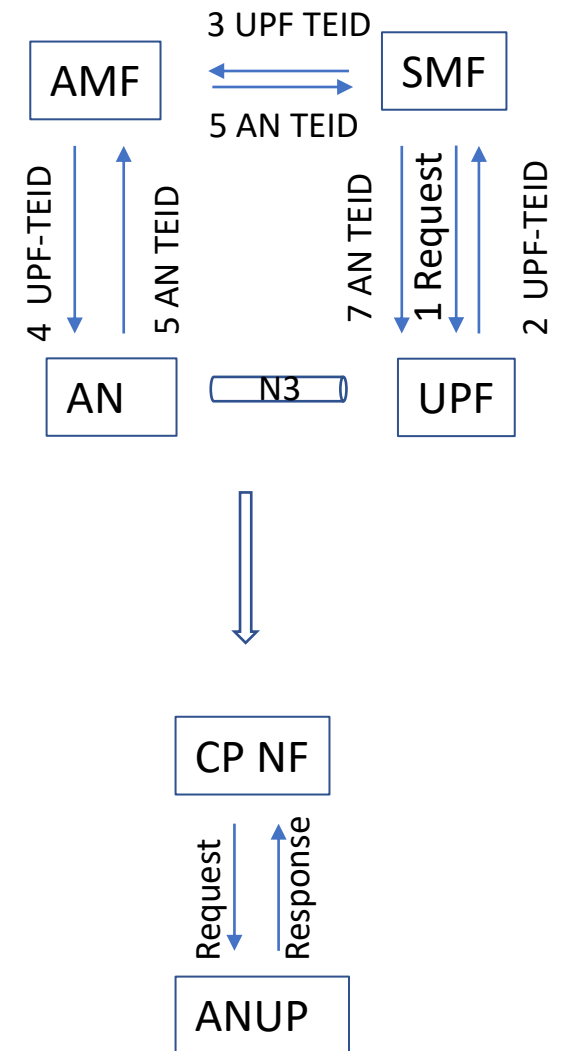 3 UPF TEID
AMF
SMF
5 AN TEID
4 UPF-TEID
5 AN TEID
7 AN TEID
1 Request
2 UPF-TEID
AN
N3
UPF
CP NF
Request
Response
ANUP